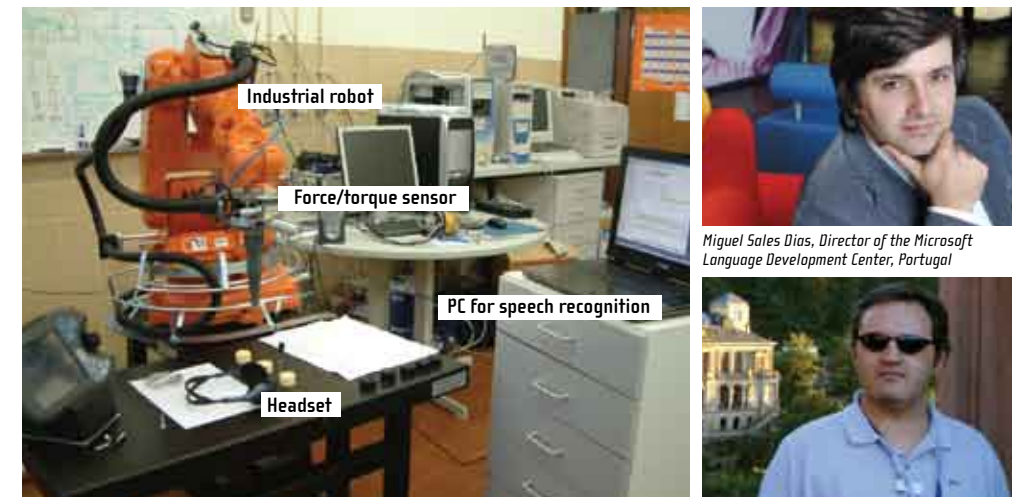 Industrial robot
Force/torque sensor
PC for speech recognition
Headset
Miguel Sales Dias, Director of the Microsoft
Language Development Center, Portugal